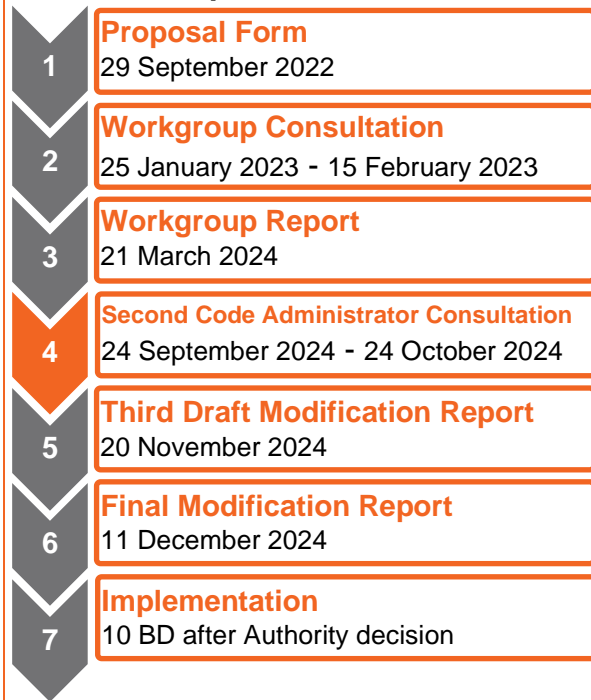 1
Proposal Form
29 September 2022
2
Workgroup Consultation
25 January 2023 - 15 February 2023
3
Workgroup Report
21 March 2024
4
Second Code Administrator Consultation
24 September 2024 - 24 October 2024
5
Third Draft Modification Report
20 November 2024
6
Final Modification Report
11 December 2024
7
Implementation
10 BD after Authority decision